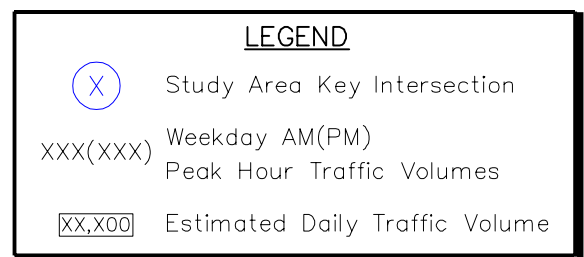 LEGEND
X Study Area Key Intersection
XXX(XXX) Weekday AM(PM)
Peak Hour Traffic Volumes
XX,X00 Estimated Daily Traffic Volume